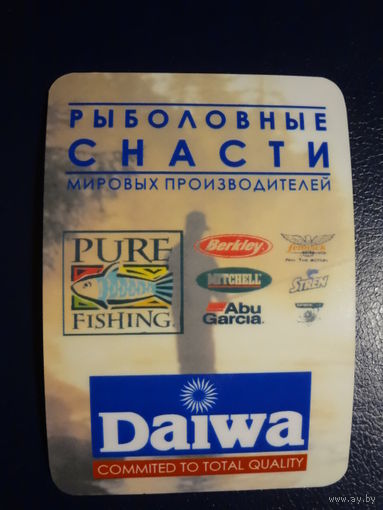 РЫБОЛОВНЫЕ
СНАСТИ
МИРОВЫХ ПРОИЗВОДИТЕЛЕЙ
PURE
FISHING
Berkley
MITCHELL
Abu
Garcia
STREN
Daiwa
COMMITED TO TOTAL QUALITY
www.ay.by